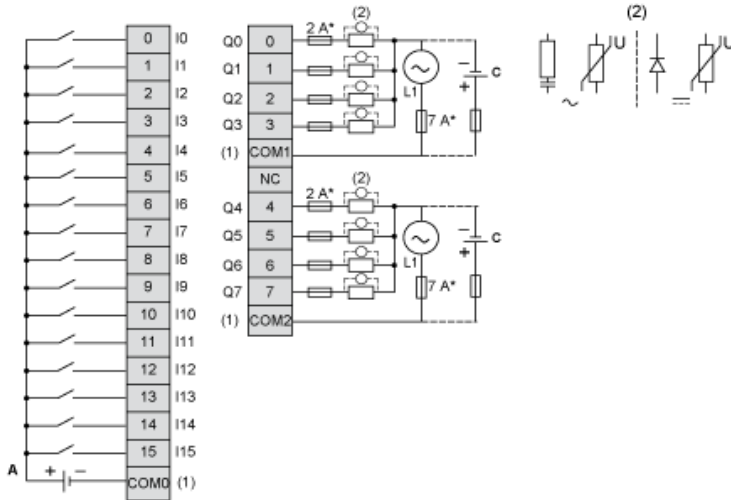 0 I0
1 I1
2 I2
3 I3
4 I4
5 I5
6 I6
7 I7
8 I8
9 I9
10 I10
11 I11
12 I12
13 I13
14 I14
15 I15
A + − COM0 (1)
(2)
Q0 0 2 A*
Q1 1
Q2 2
Q3 3
(1) COM1
L1
7 A*
− + C
NC
(2)
Q4 4 2 A*
Q5 5
Q6 6
Q7 7
(1) COM2
L1
7 A*
− + C
(2)
U U
~